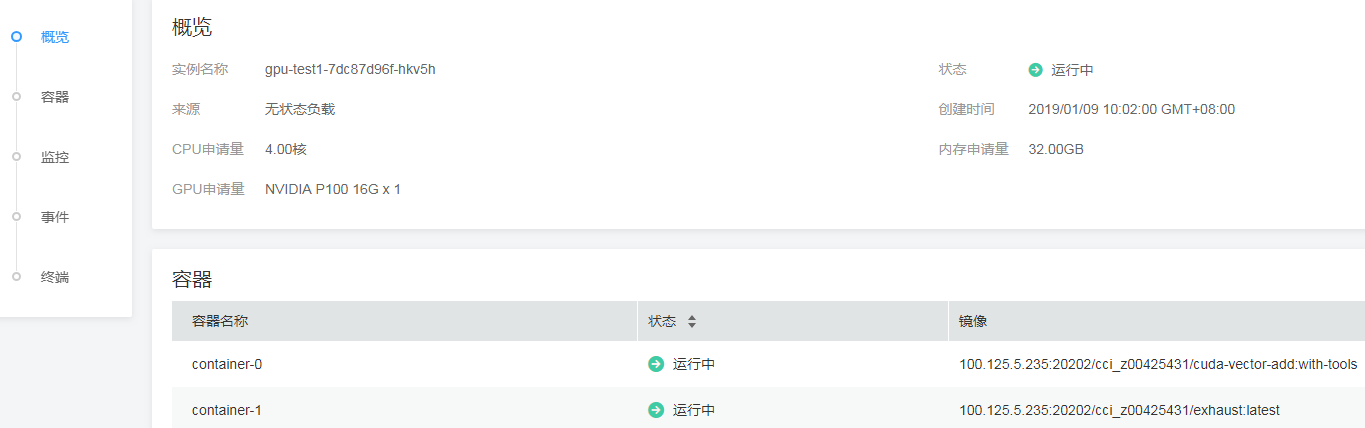 概览
容器
监控
事件
终端
概览
实例名称 gpu-test1-7dc87d96f-hkv5h 状态 运行中
来源 无状态负载 创建时间 2019/01/09 10:02:00 GMT+08:00
CPU申请量 4.00核 内存申请量 32.00GB
GPU申请量 NVIDIA P100 16G x 1
容器
容器名称 状态 镜像
container-0 运行中 100.125.5.235:20202/cci_z00425431/cuda-vector-add:with-tools
container-1 运行中 100.125.5.235:20202/cci_z00425431/exhaust:latest